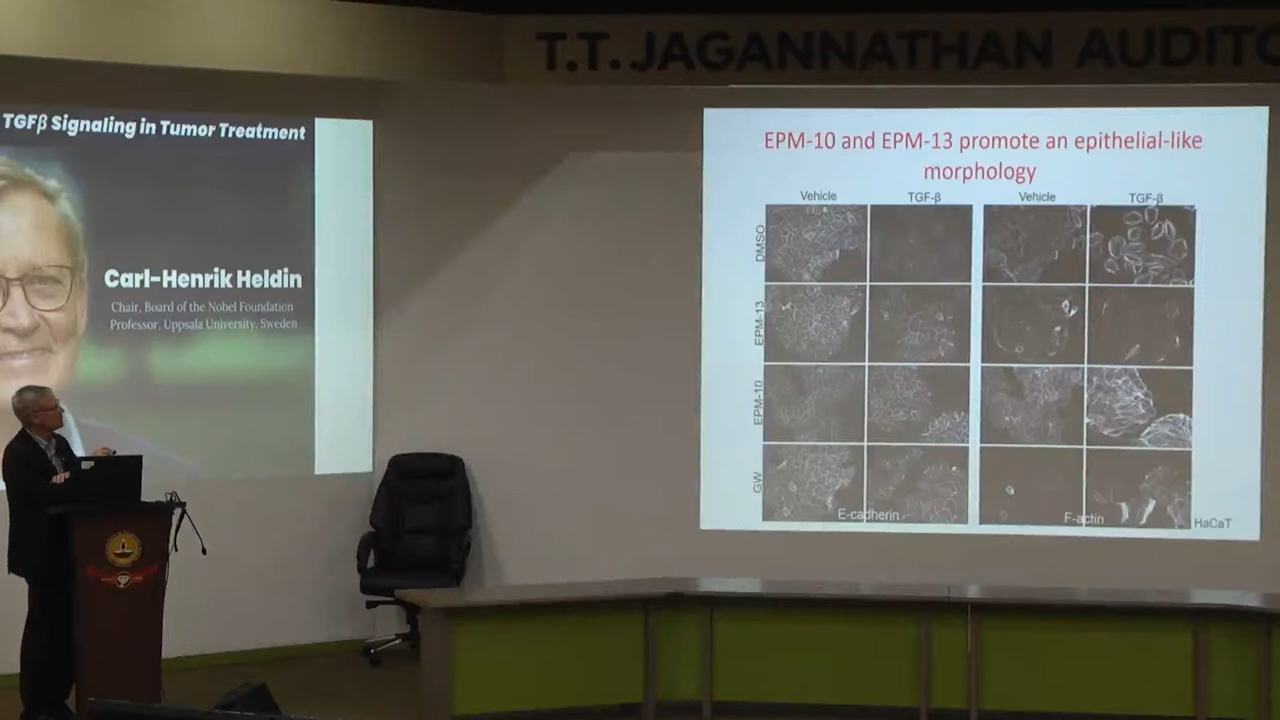 T.T. JAGANNATHAN AUDITO
TGFβ Signaling in Tumor Treatment
Carl-Henrik Heldin
Chair, Board of the Nobel Foundation
Professor, Uppsala University, Sweden
EPM-10 and EPM-13 promote an epithelial-like
morphology
Vehicle TGF-β Vehicle TGF-β
DMSO
EPM-13
EPM-10
GW
E-cadherin F-actin HaCaT